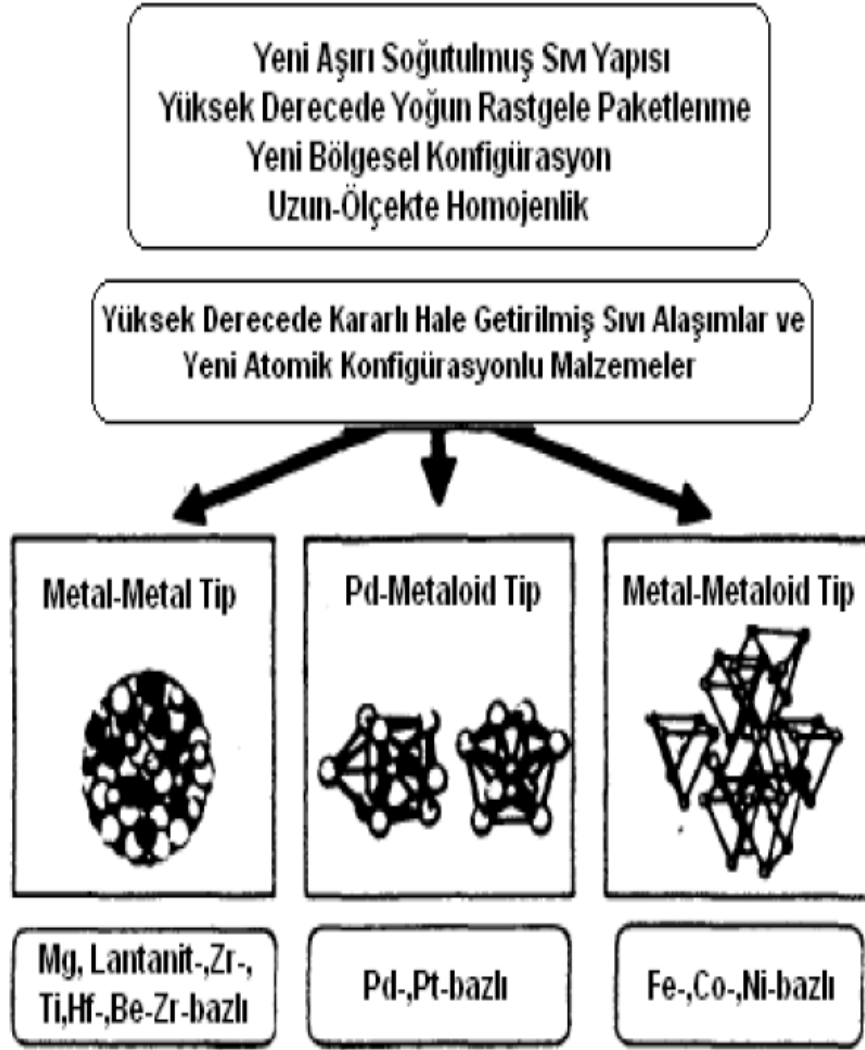 Yeni Aşırı Soğutulmuş Sıvı Yapısı
Yüksek Derecede Yoğun Rastgele Paketlenme
Yeni Bölgesel Konfigürasyon
Uzun-Ölçekte Homojenlik
Yüksek Derecede Kararlı Hale Getirilmiş Sıvı Alaşımlar ve
Yeni Atomik Konfigürasyonlu Malzemeler
Metal-Metal Tip
Pd-Metaloid Tip
Metal-Metaloid Tip
Mg, Lantanit-,Zr-,
Ti,Hf-,Be-Zr-bazlı
Pd-,Pt-bazlı
Fe-,Co-,Ni-bazlı